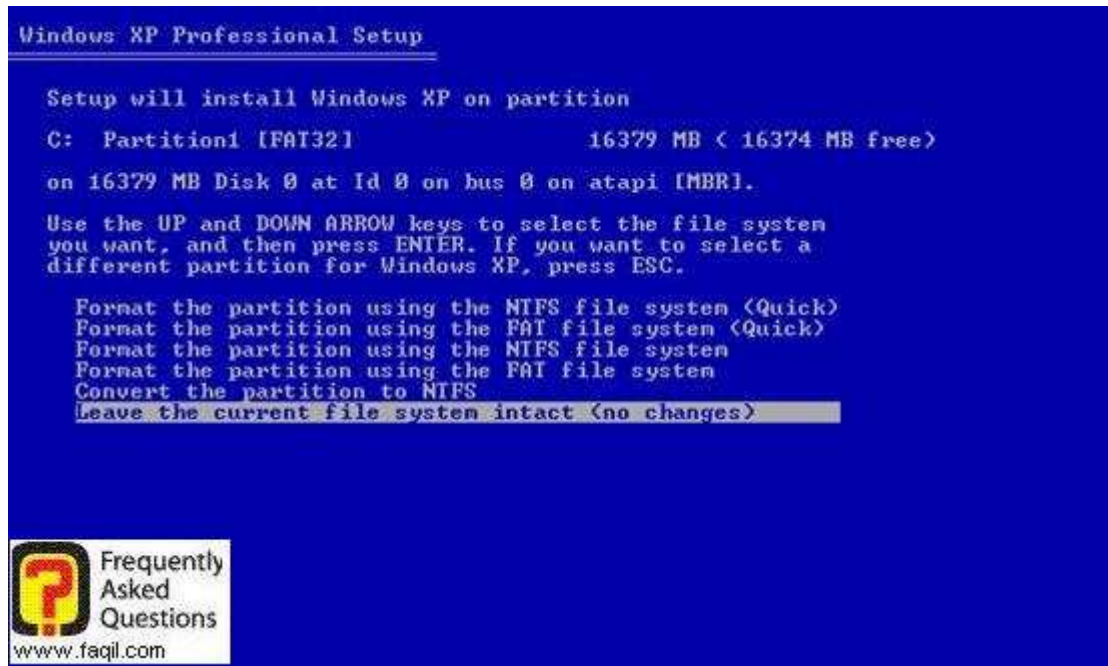 Windows XP Professional Setup
Setup will install Windows XP on partition
C: Partition1 [FAT32] 16379 MB ( 16374 MB free)
on 16379 MB Disk 0 at Id 0 on bus 0 on atapi [MBR].
Use the UP and DOWN ARROW keys to select the file system
you want, and then press ENTER. If you want to select a
different partition for Windows XP, press ESC.
Format the partition using the NTFS file system (Quick)
Format the partition using the FAT file system (Quick)
Format the partition using the NTFS file system
Format the partition using the FAT file system
Convert the partition to NTFS
Leave the current file system intact (no changes)
Frequently
Asked
Questions
www.faqil.com